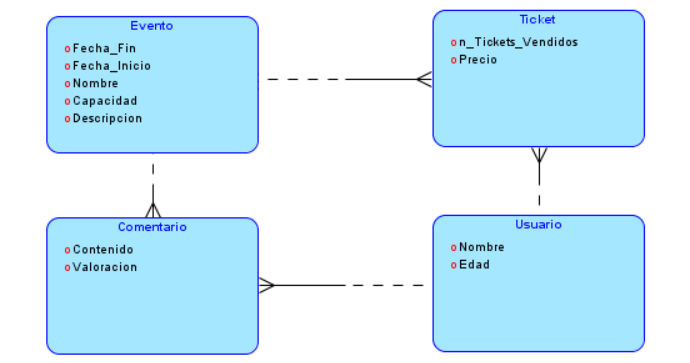 Evento
Fecha_Fin
Fecha_Inicio
Nombre
Capacidad
Descripcion
Ticket
n_Tickets_Vendidos
Precio
Comentario
Contenido
Valoracion
Usuario
Nombre
Edad